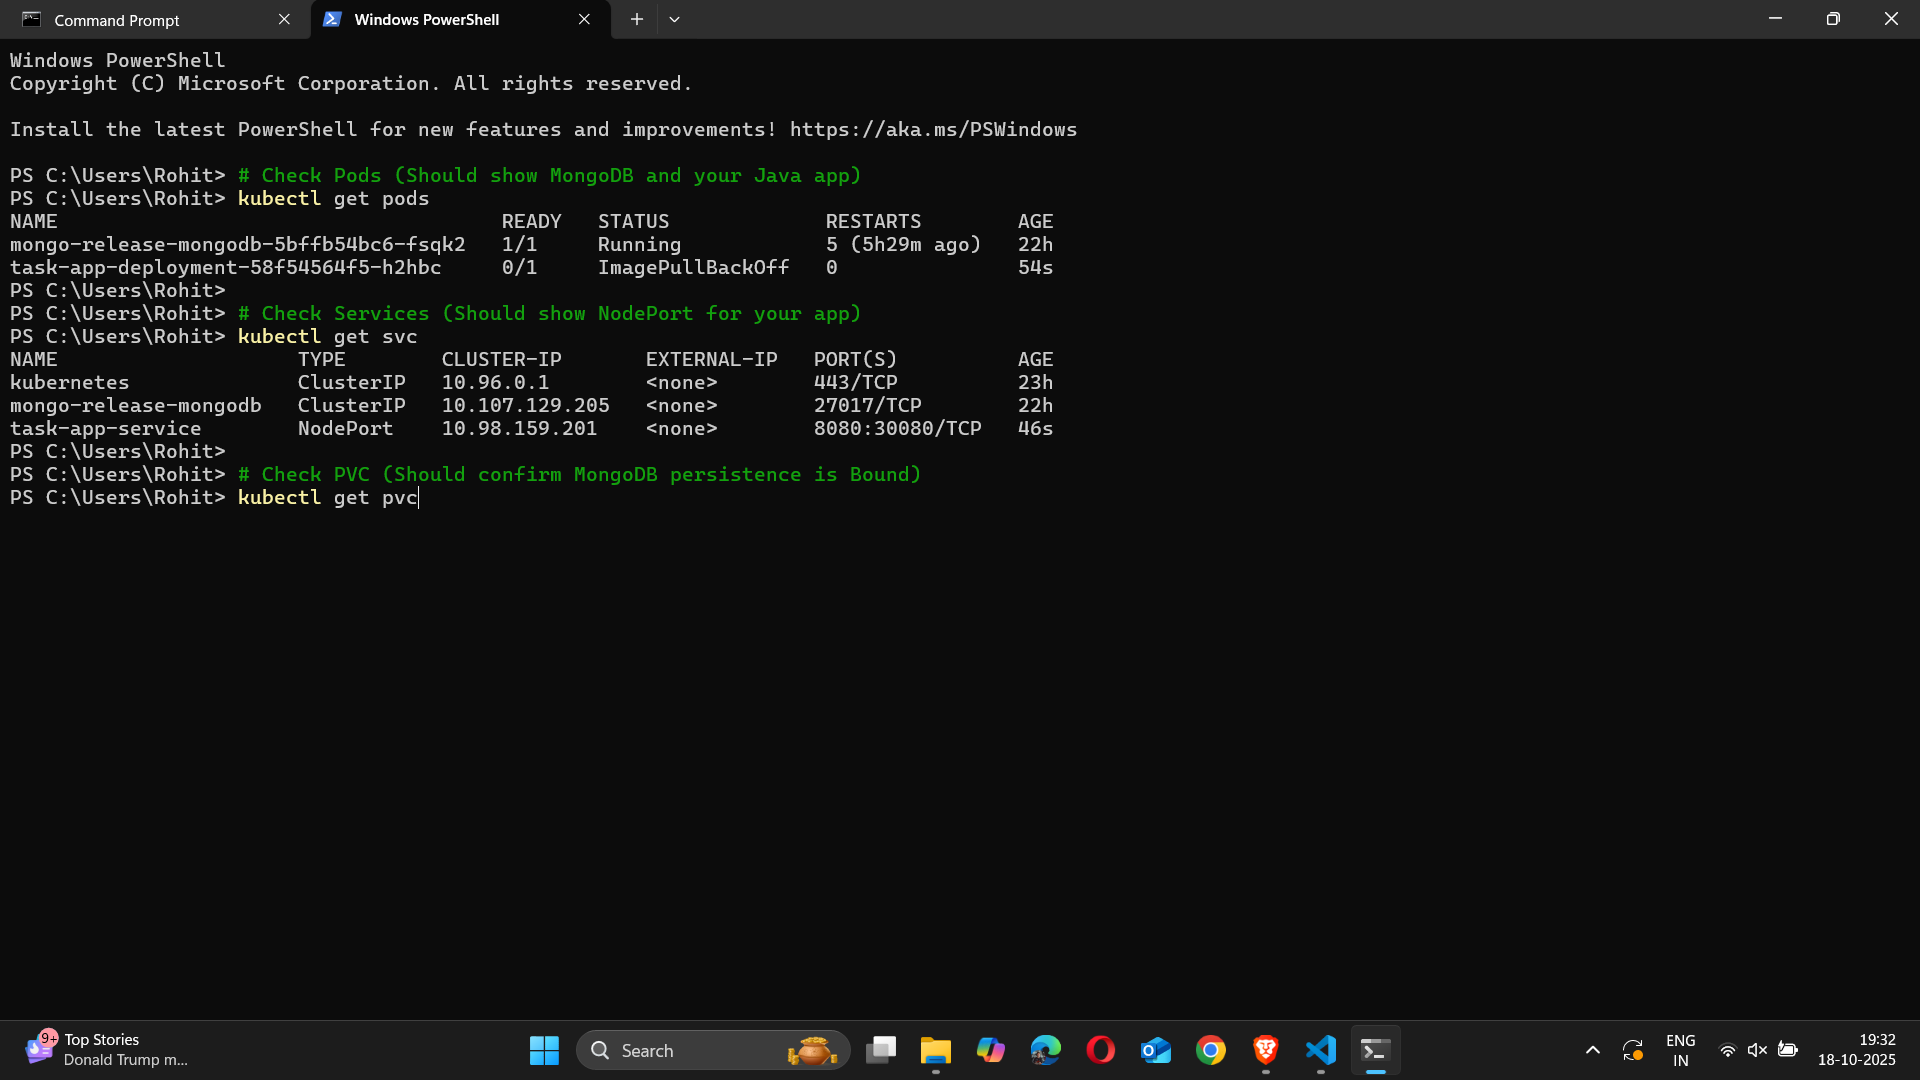 Command Prompt
Windows PowerShell
Windows PowerShell
Copyright (C) Microsoft Corporation. All rights reserved.
Install the latest PowerShell for new features and improvements! https://aka.ms/PSWindows
PS C:\Users\Rohit> # Check Pods (Should show MongoDB and your Java app)
PS C:\Users\Rohit> kubectl get pods
NAME READY STATUS RESTARTS AGE
mongo-release-mongodb-5bffb54bc6-fsqk2 1/1 Running 5 (5h29m ago) 22h
task-app-deployment-58f54564f5-h2hbc 0/1 ImagePullBackOff 0 54s
PS C:\Users\Rohit>
PS C:\Users\Rohit> # Check Services (Should show NodePort for your app)
PS C:\Users\Rohit> kubectl get svc
NAME TYPE CLUSTER-IP EXTERNAL-IP PORT(S) AGE
kubernetes ClusterIP 10.96.0.1 <none> 443/TCP 23h
mongo-release-mongodb ClusterIP 10.107.129.205 <none> 27017/TCP 22h
task-app-service NodePort 10.98.159.201 <none> 8080:30080/TCP 46s
PS C:\Users\Rohit>
PS C:\Users\Rohit> # Check PVC (Should confirm MongoDB persistence is Bound)
PS C:\Users\Rohit> kubectl get pvc
9+
Top Stories
Donald Trump m...
Search
ENG
IN
19:32
18-10-2025